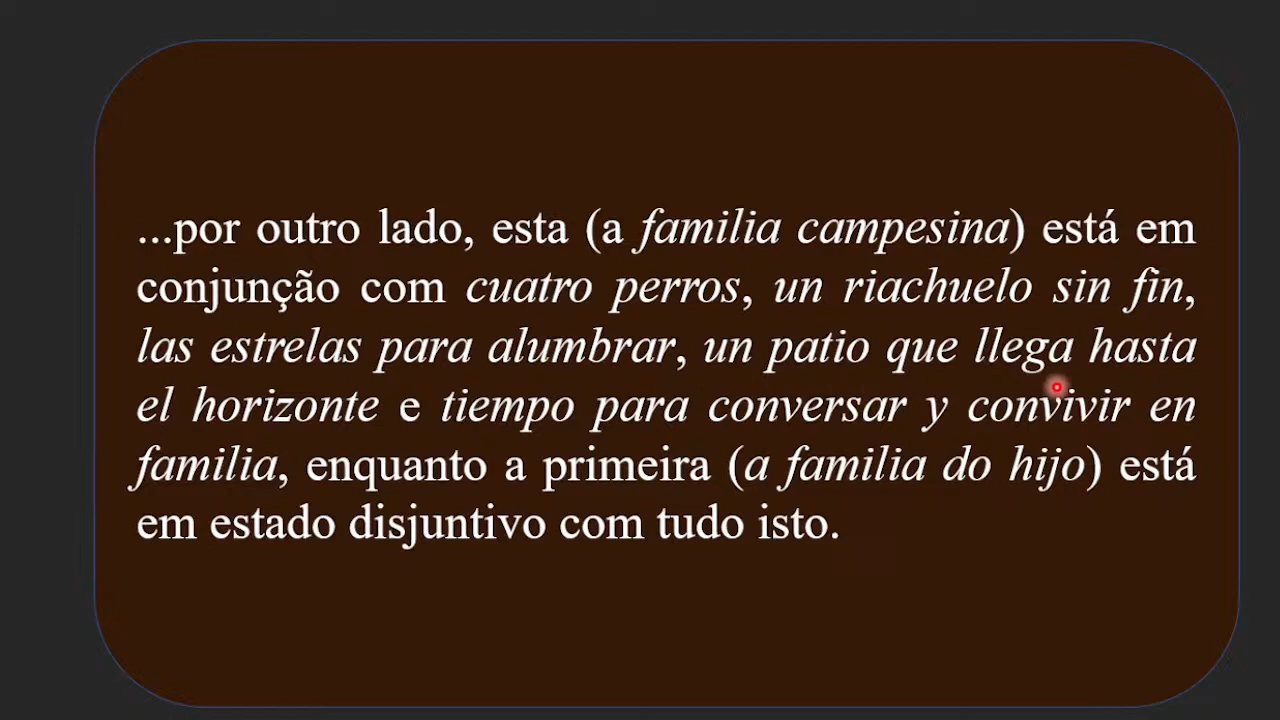 ...por outro lado, esta (a familia campesina) está em
conjunção com cuatro perros, un riachuelo sin fin,
las estrelas para alumbrar, un patio que llega hasta
el horizonte e tiempo para conversar y convivir en
familia, enquanto a primeira (a familia do hijo) está
em estado disjuntivo com tudo isto.